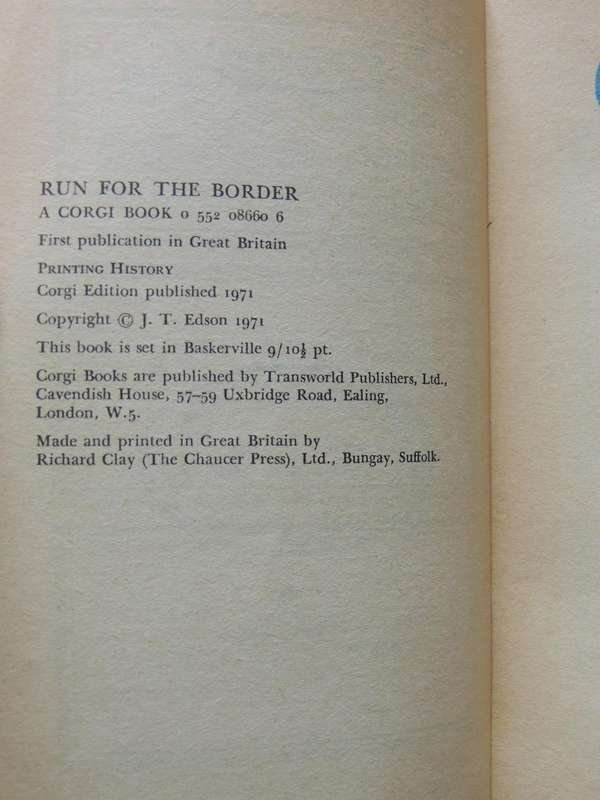 RUN FOR THE BORDER
A CORGI BOOK 0 552 08660 6
First publication in Great Britain
PRINTING HISTORY
Corgi Edition published 1971
Copyright © J. T. Edson 1971
This book is set in Baskerville 9/10½ pt.
Corgi Books are published by Transworld Publishers, Ltd.,
Cavendish House, 57–59 Uxbridge Road, Ealing,
London, W.5.
Made and printed in Great Britain by
Richard Clay (The Chaucer Press), Ltd., Bungay, Suffolk.